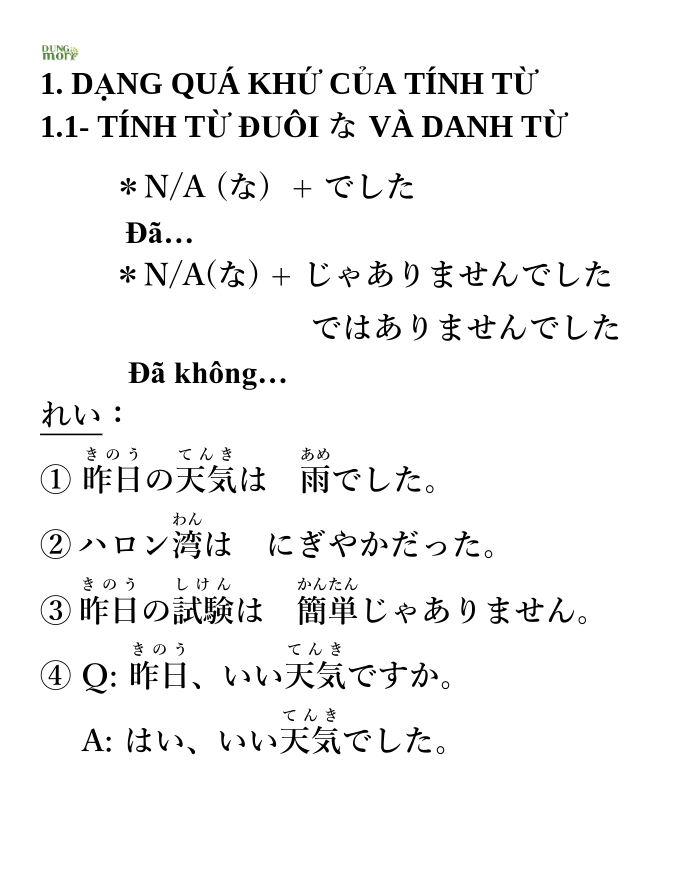 DUNG
mori
1. DẠNG QUÁ KHỨ CỦA TÍNH TỪ
1.1- TÍNH TỪ ĐUÔI な VÀ DANH TỪ
＊N/A（な）＋ でした
Đã…
＊N/A(な)＋ じゃありませんでした
ではありませんでした
Đã không…
れい：
きのう てんき あめ
① 昨日の天気は　雨でした。
わん
② ハロン湾は　にぎやかだった。
きのう しけん かんたん
③ 昨日の試験は　簡単じゃありません。
きのう てんき
④ Q: 昨日、いい天気ですか。
てんき
A: はい、いい天気でした。